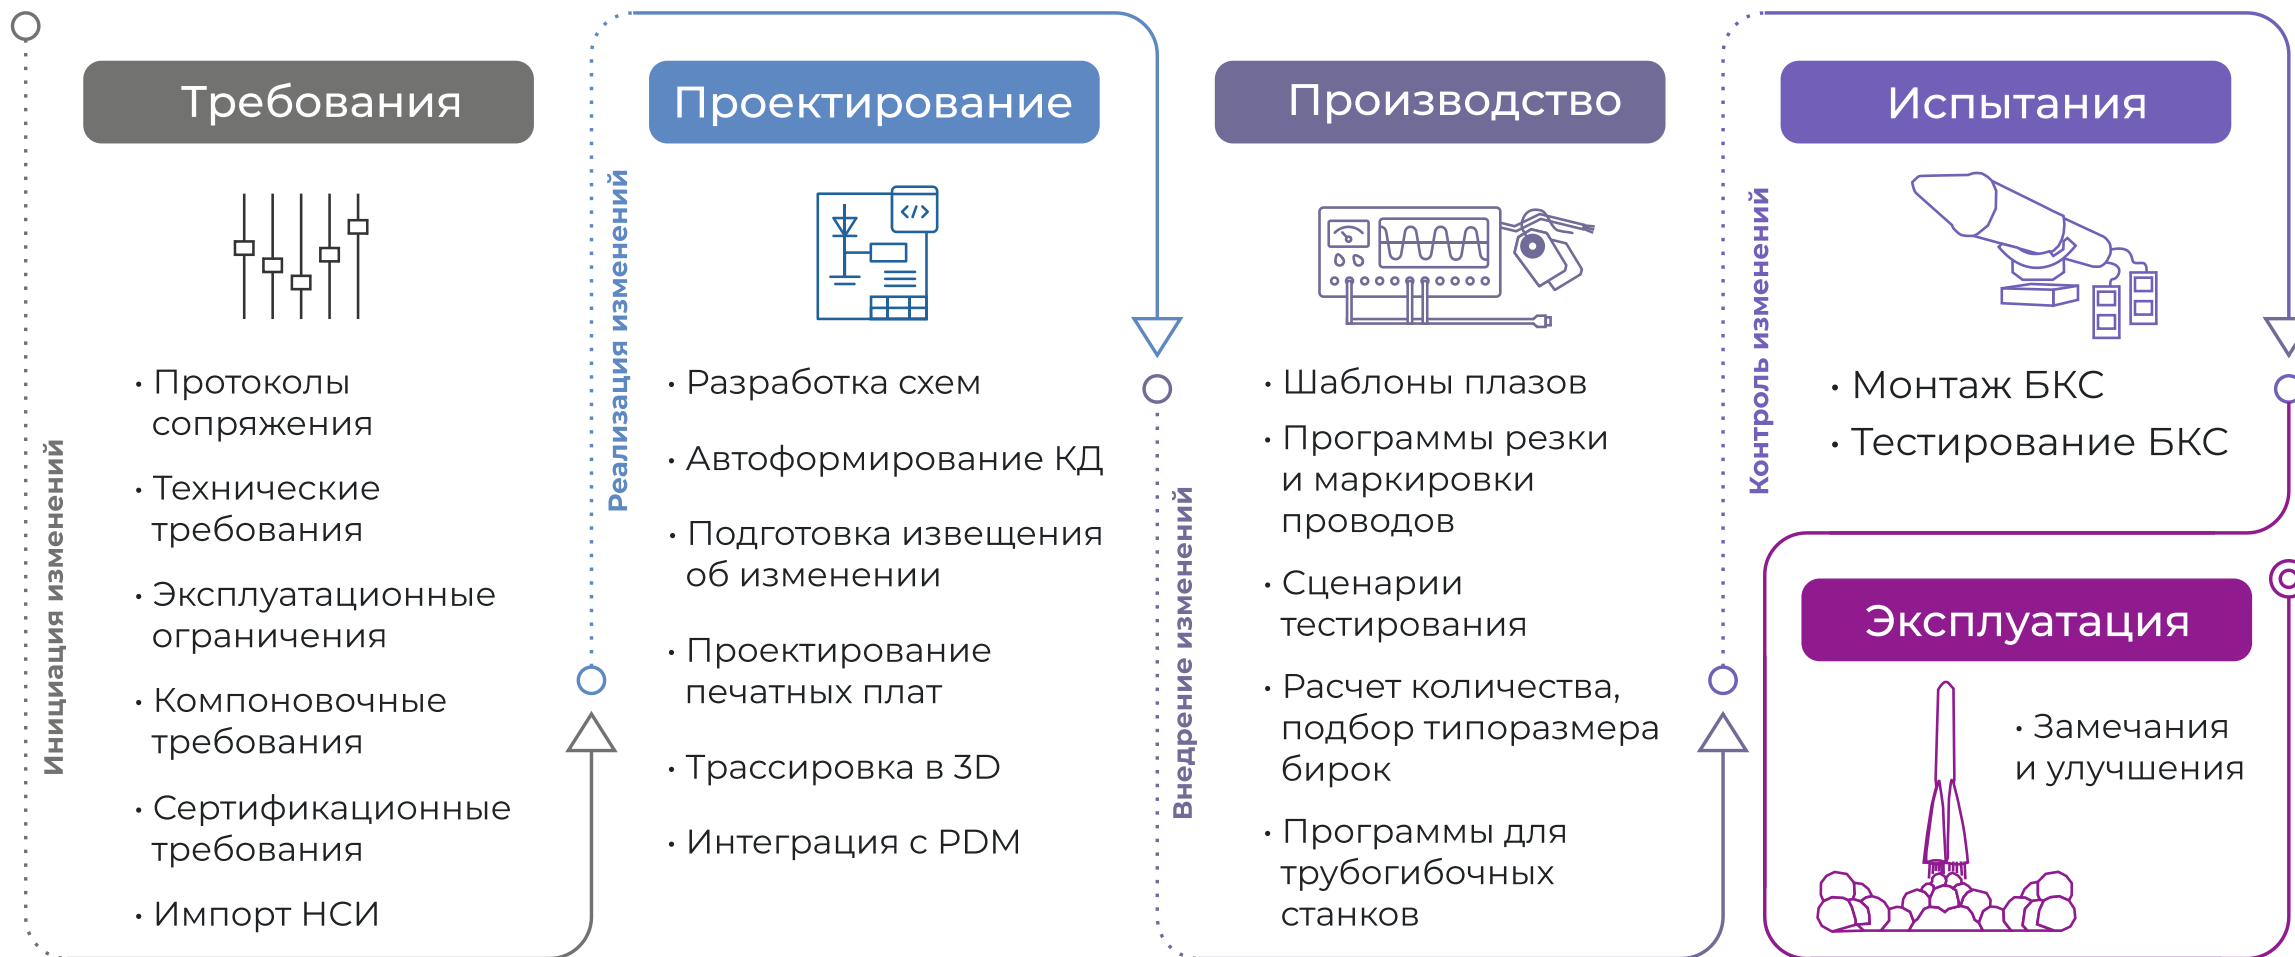 Требования
Инициация изменений
• Протоколы
сопряжения
• Технические
требования
• Эксплуатационные
ограничения
• Компоновочные
требования
• Сертификационные
требования
• Импорт НСИ
Проектирование
Реализация изменений
</>
• Разработка схем
• Автоформирование КД
• Подготовка извещения
об изменении
• Проектирование
печатных плат
• Трассировка в 3D
• Интеграция с PDM
Производство
Внедрение изменений
• Шаблоны плазов
• Программы резки
и маркировки
проводов
• Сценарии
тестирования
• Расчет количества,
подбор типоразмера
бирок
• Программы для
трубогибочных
станков
Испытания
Контроль изменений
• Монтаж БКС
• Тестирование БКС
Эксплуатация
• Замечания
и улучшения